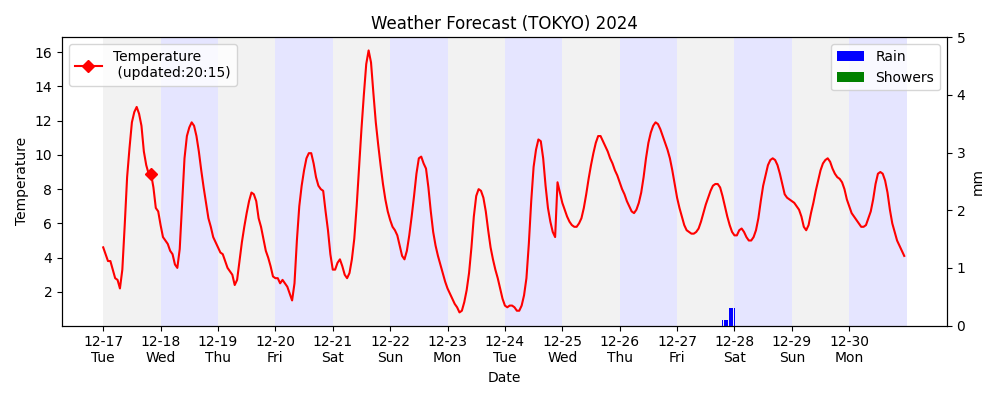 Weather Forecast (TOKYO) 2024
Temperature
(updated:20:15)
Rain
Showers
16
14
12
10
8
6
4
2
Temperature
5
4
3
2
1
0
mm
12-17 12-18 12-19 12-20 12-21 12-22 12-23 12-24 12-25 12-26 12-27 12-28 12-29 12-30
Tue Wed Thu Fri Sat Sun Mon Tue Wed Thu Fri Sat Sun Mon
Date